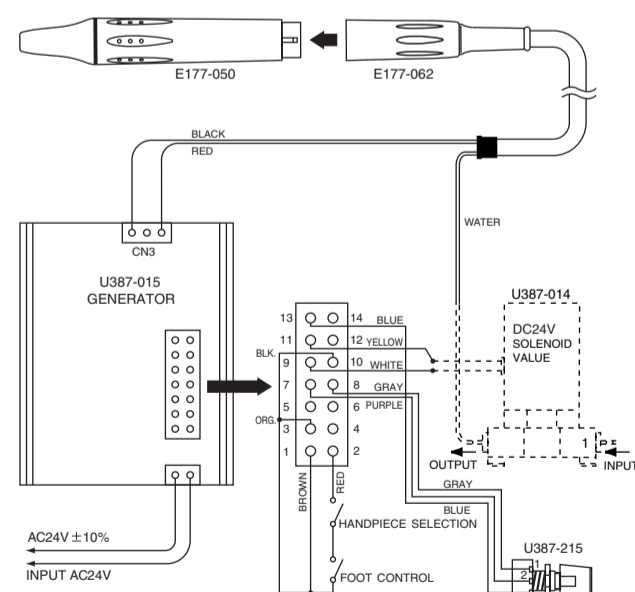 E177-050
E177-062
BLACK
RED
WATER
CN3
U387-015
GENERATOR
U387-014
DC24V
SOLENOID
VALUE
13 14 BLUE
11 12 YELLOW
BLK.
9 10 WHITE
7 8 GRAY
5 6 PURPLE
ORG.
3 4
1 2
BROWN
RED
1
OUTPUT
INPUT
GRAY
BLUE
HANDPIECE SELECTION
AC24V ±10%
INPUT AC24V
FOOT CONTROL
U387-215
1
2